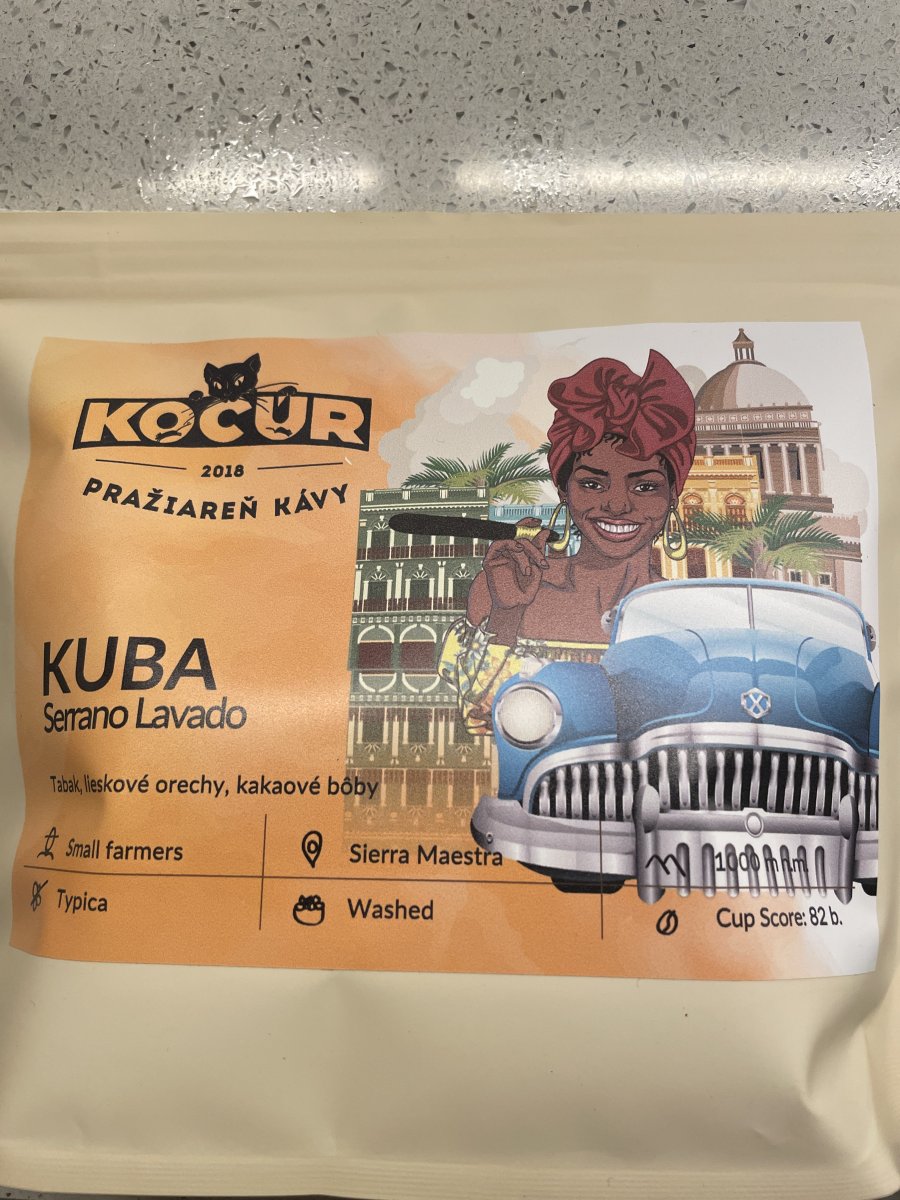 KOCUR
2018
PRAŽIAREŇ KÁVY
KUBA
Serrano Lavado
Tabak, lieskové orechy, kakaové bôby
Small farmers
Sierra Maestra
1000 m n.m.
Typica
Washed
Cup Score: 82 b.
X